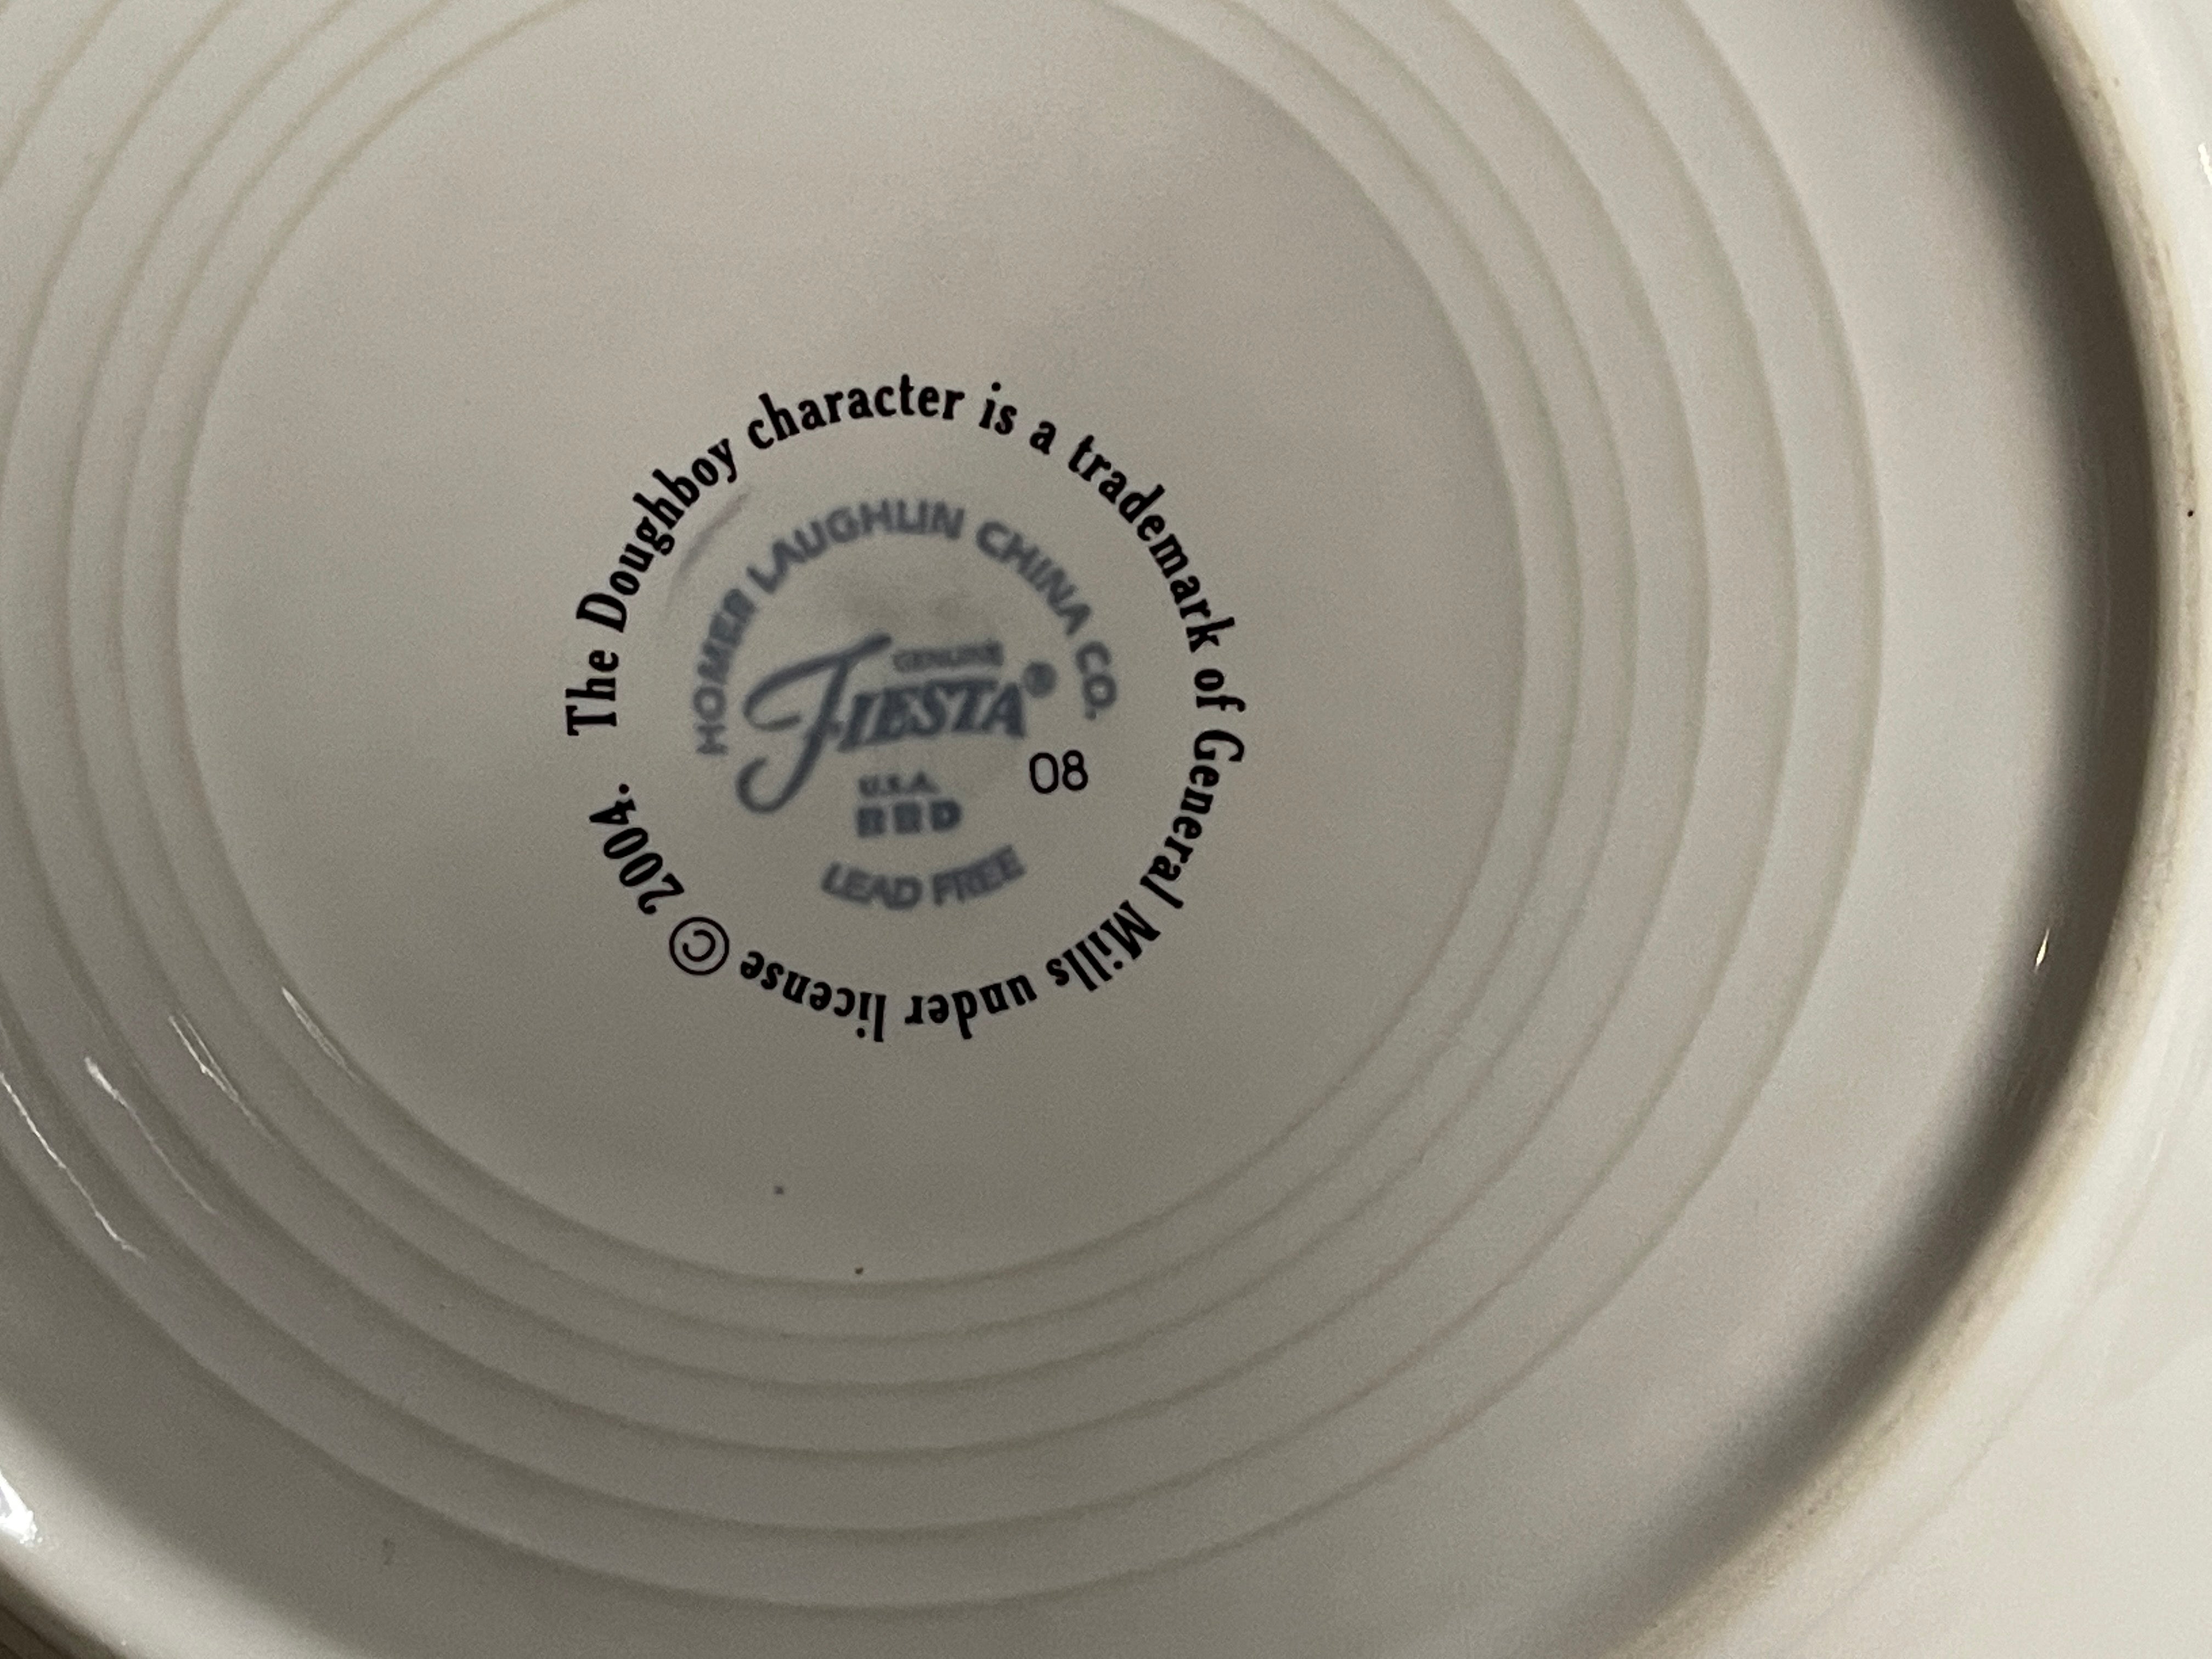 The Doughboy character is a trademark of General Mills under license © 2004.
HOMER LAUGHLIN CHINA CO.
GENUINE
FIESTA®
08
U.S.A.
LEAD FREE